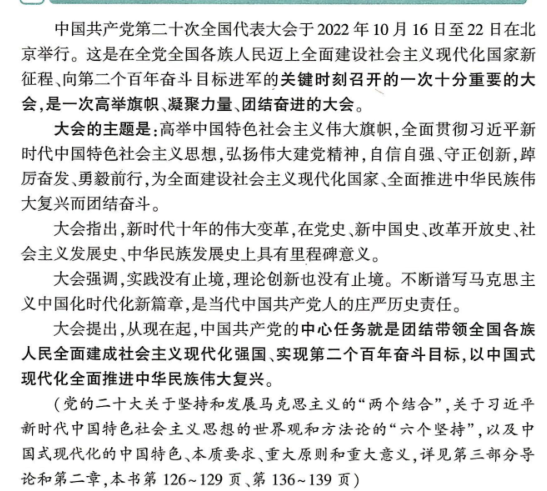 中国共产党第二十次全国代表大会于 2022 年 10 月 16 日至 22 日在北
京举行。这是在全党全国各族人民迈上全面建设社会主义现代化国家新
征程、向第二个百年奋斗目标进军的关键时刻召开的一次十分重要的大
会,是一次高举旗帜、凝聚力量、团结奋进的大会。
大会的主题是:高举中国特色社会主义伟大旗帜,全面贯彻习近平新
时代中国特色社会主义思想,弘扬伟大建党精神,自信自强、守正创新,踔
厉奋发、勇毅前行,为全面建设社会主义现代化国家、全面推进中华民族伟
大复兴而团结奋斗。
大会指出,新时代十年的伟大变革,在党史、新中国史、改革开放史、社
会主义发展史、中华民族发展史上具有里程碑意义。
大会强调,实践没有止境,理论创新也没有止境。不断谱写马克思主
义中国化时代化新篇章,是当代中国共产党人的庄严历史责任。
大会提出,从现在起,中国共产党的中心任务就是团结带领全国各族
人民全面建成社会主义现代化强国、实现第二个百年奋斗目标,以中国式
现代化全面推进中华民族伟大复兴。
(党的二十大关于坚持和发展马克思主义的“两个结合”,关于习近平
新时代中国特色社会主义思想的世界观和方法论的“六个坚持”,以及中
国式现代化的中国特色、本质要求、重大原则和重大意义,详见第三部分导
论和第二章,本书第 126~129 页、第 136~139 页)